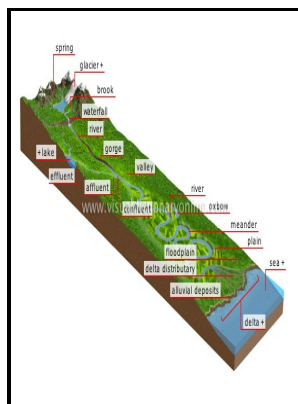 spring
glacier +
brook
waterfall
river
gorge
+ lake
valley
effluent
affluent
river
confluent
oxbow
meander
floodplain
plain
delta distributary
sea +
alluvial deposits
delta +